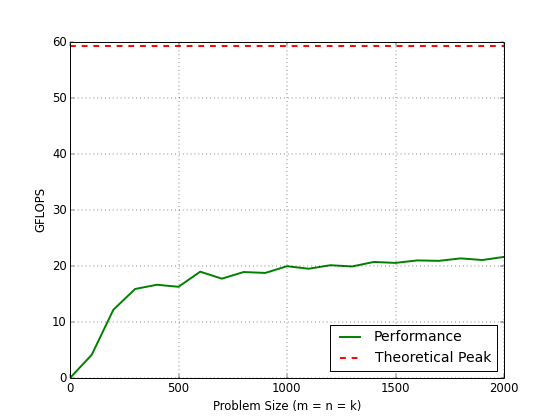 60
50
40
30
20
10
0
GFLOPS
0 500 1000 1500 2000
Problem Size (m = n = k)
Performance
Theoretical Peak